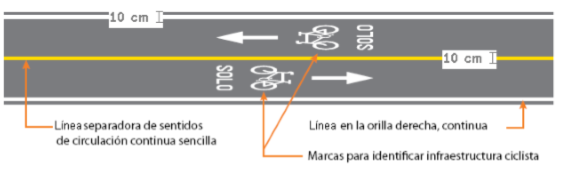 10 cm
SOLO
10 cm
SOLO
Línea separadora de sentidos
de circulación continua sencilla
Línea en la orilla derecha, continua
Marcas para identificar infraestructura ciclista